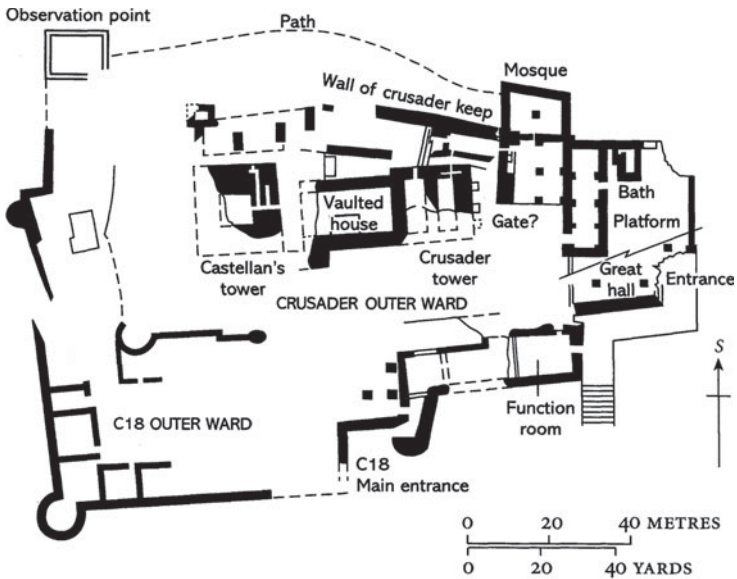 Observation point
Path
Mosque
Wall of crusader keep
Bath
Vaulted
house
Gate?
Platform
Castellan's
tower
Crusader
tower
Great
hall
Entrance
CRUSADER OUTER WARD
S
C18 OUTER WARD
Function
room
C18
Main entrance
0 20 40 METRES
0 20 40 YARDS